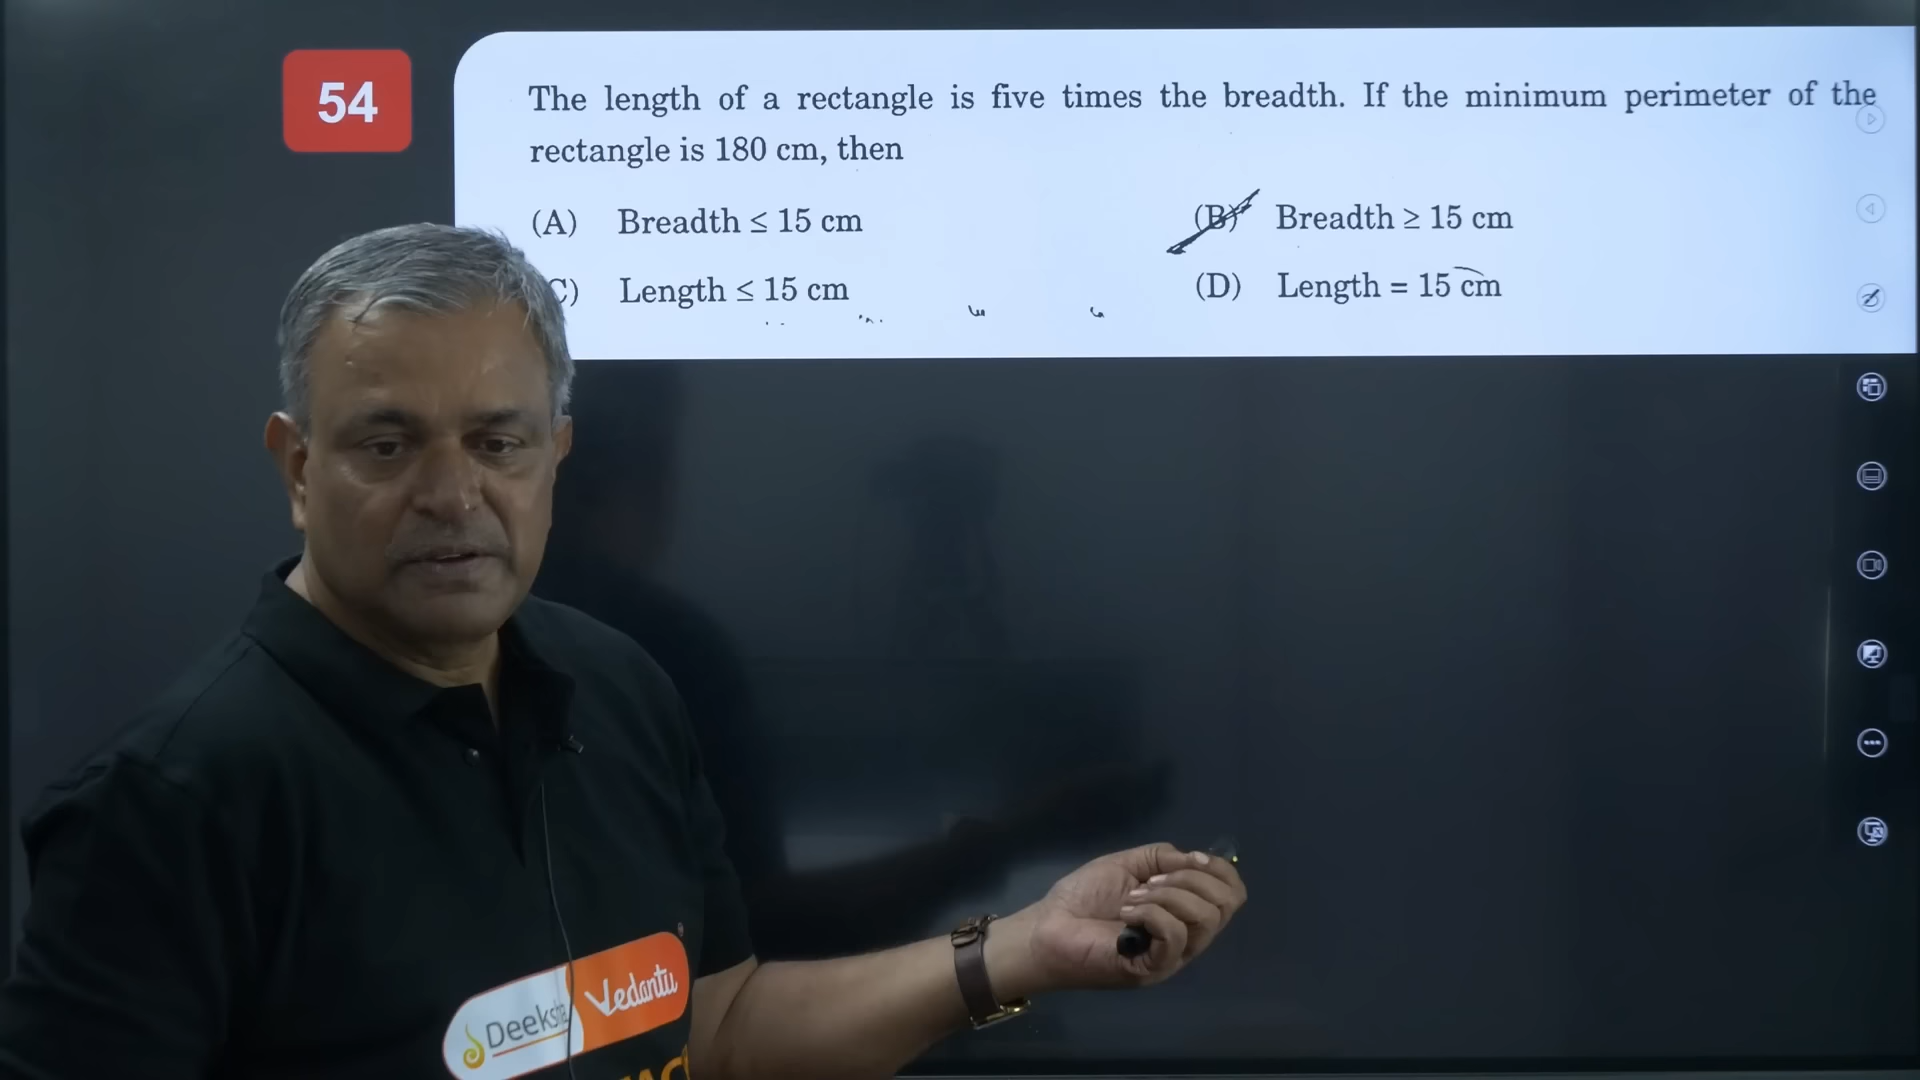 54
The length of a rectangle is five times the breadth. If the minimum perimeter of the
rectangle is 180 cm, then
(A) Breadth ≤ 15 cm
(B) Breadth ≥ 15 cm
C) Length ≤ 15 cm
(D) Length = 15 cm
Deeksha Vedantu